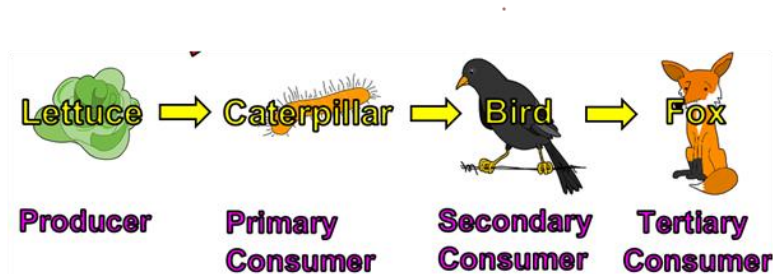 Lettuce Caterpillar Bird Fox
Producer Primary Consumer Secondary Consumer Tertiary Consumer